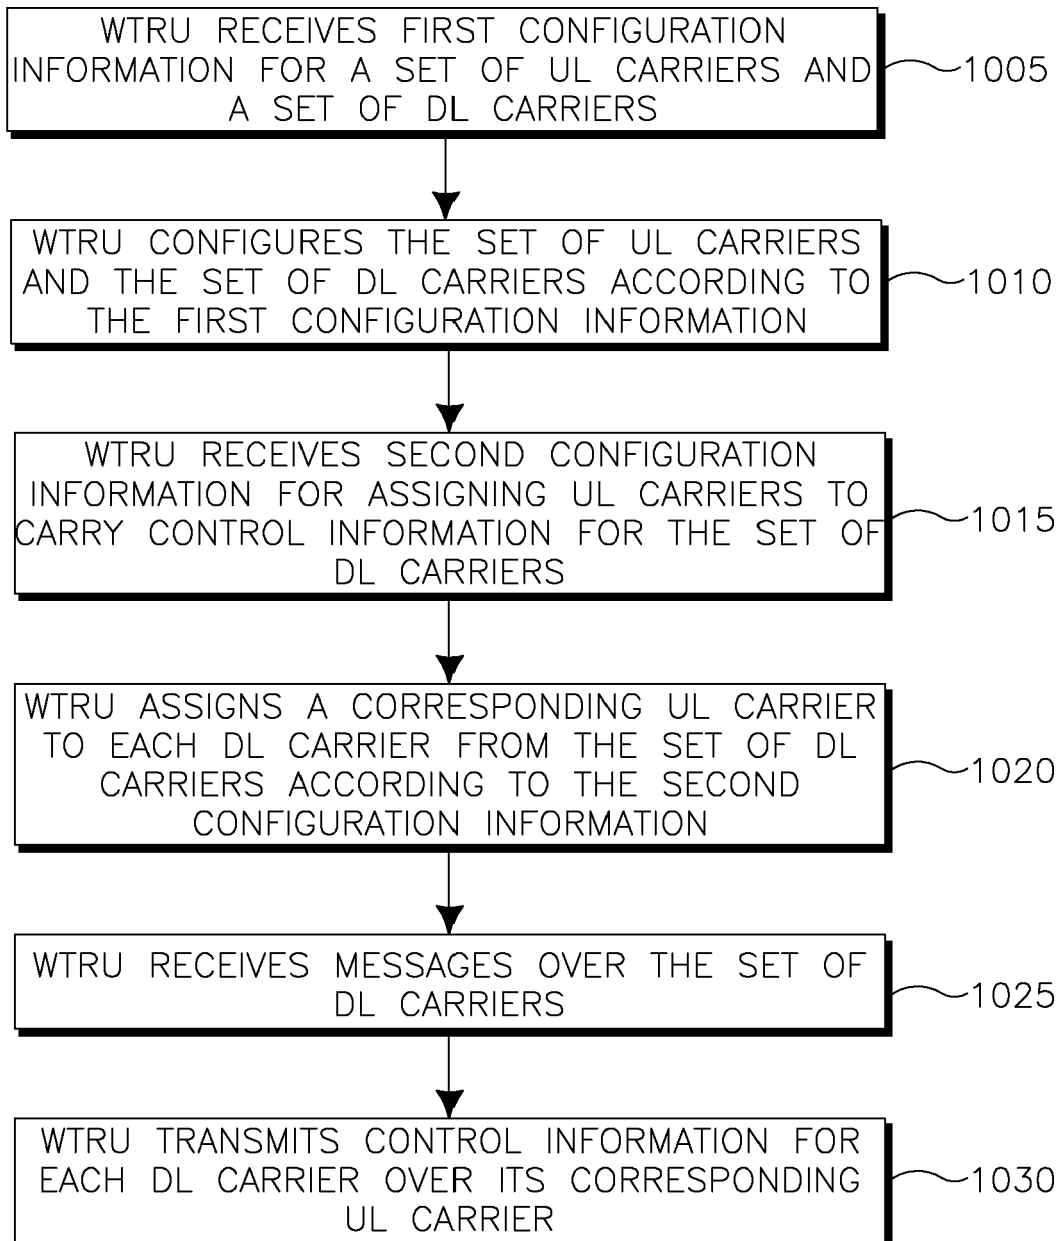 WTRU RECEIVES FIRST CONFIGURATION
INFORMATION FOR A SET OF UL CARRIERS AND
A SET OF DL CARRIERS
1005
WTRU CONFIGURES THE SET OF UL CARRIERS
AND THE SET OF DL CARRIERS ACCORDING TO
THE FIRST CONFIGURATION INFORMATION
1010
WTRU RECEIVES SECOND CONFIGURATION
INFORMATION FOR ASSIGNING UL CARRIERS TO
CARRY CONTROL INFORMATION FOR THE SET OF
DL CARRIERS
1015
WTRU ASSIGNS A CORRESPONDING UL CARRIER
TO EACH DL CARRIER FROM THE SET OF DL
CARRIERS ACCORDING TO THE SECOND
CONFIGURATION INFORMATION
1020
WTRU RECEIVES MESSAGES OVER THE SET OF
DL CARRIERS
1025
WTRU TRANSMITS CONTROL INFORMATION FOR
EACH DL CARRIER OVER ITS CORRESPONDING
UL CARRIER
1030